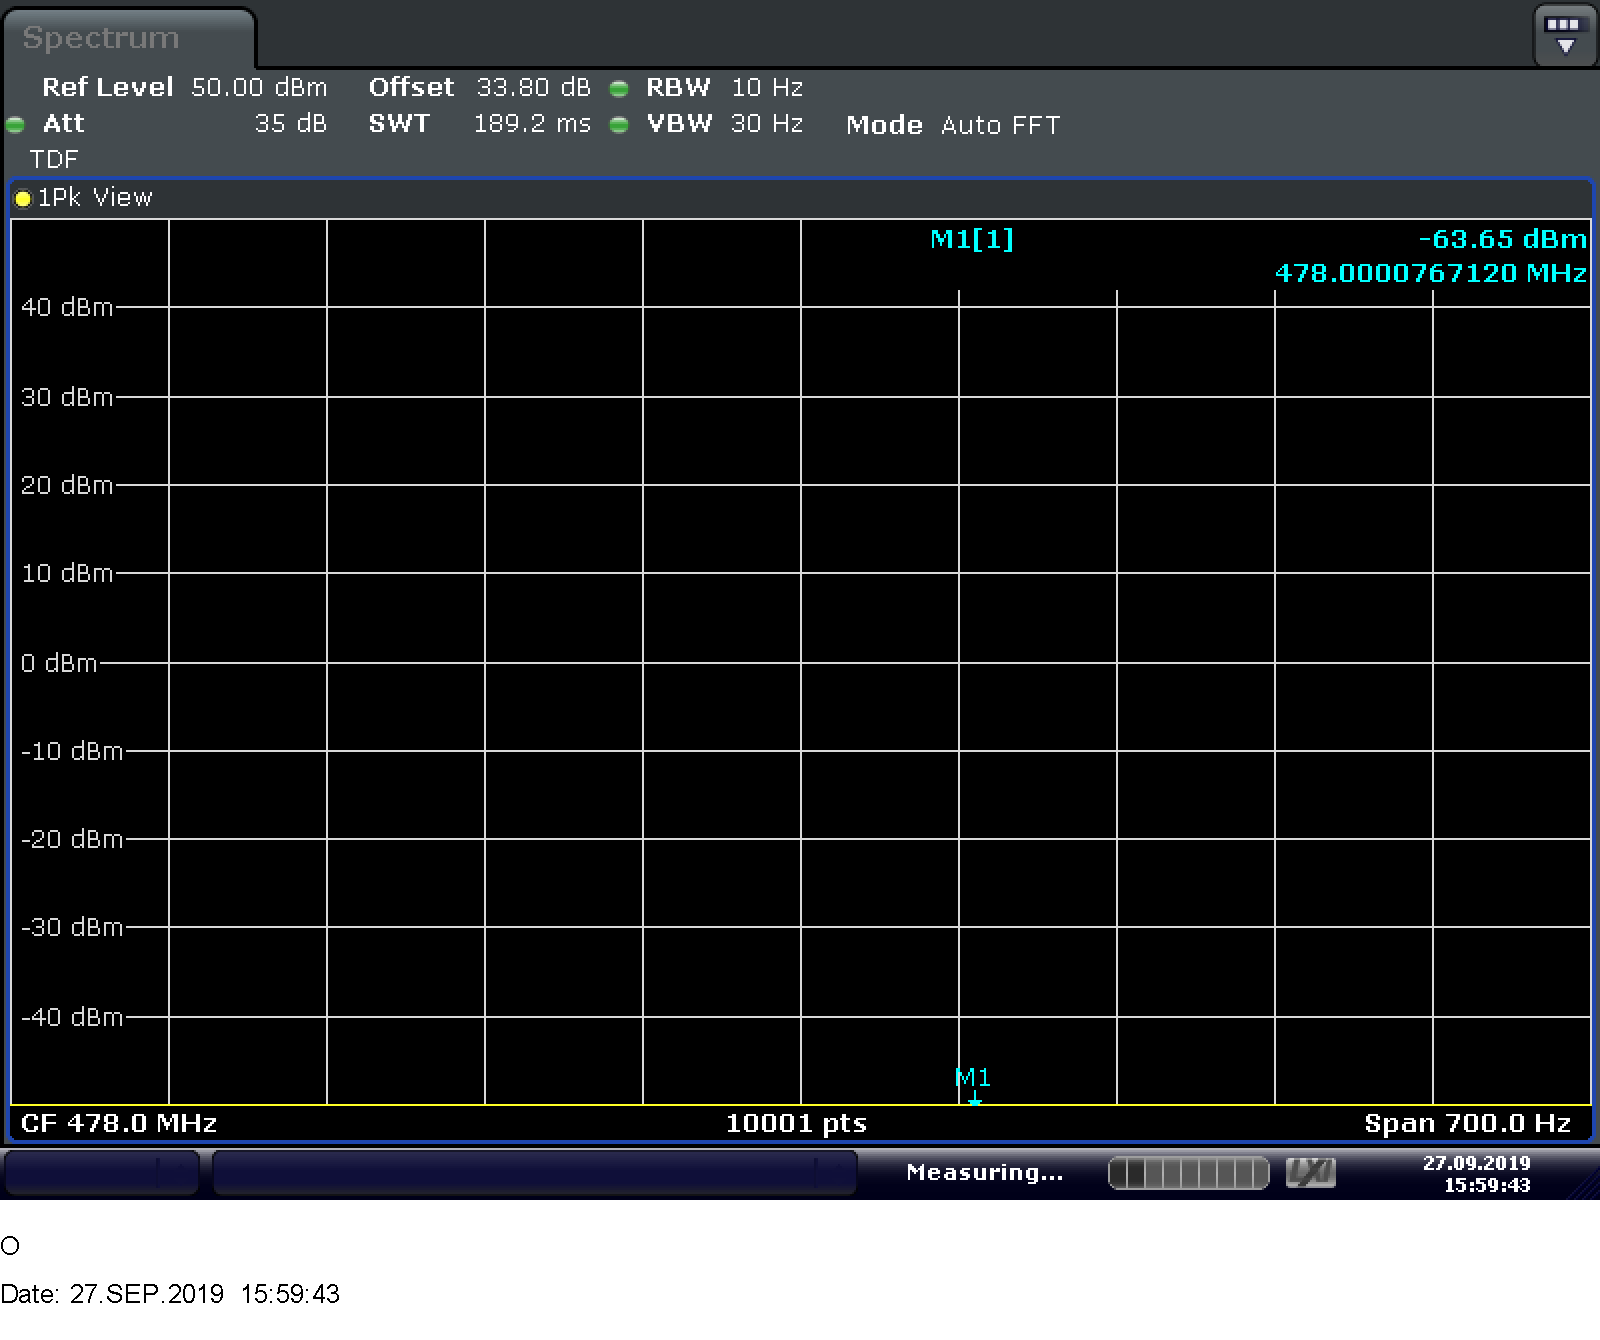 Spectrum
Ref Level 50.00 dBm Offset 33.80 dB RBW 10 Hz
Att 35 dB SWT 189.2 ms VBW 30 Hz Mode Auto FFT
TDF
1Pk View
M1[1] -63.65 dBm
478.0000767120 MHz
40 dBm
30 dBm
20 dBm
10 dBm
0 dBm
-10 dBm
-20 dBm
-30 dBm
-40 dBm
M1
CF 478.0 MHz 10001 pts Span 700.0 Hz
Measuring... LXI 27.09.2019
15:59:43
O
Date: 27.SEP.2019 15:59:43